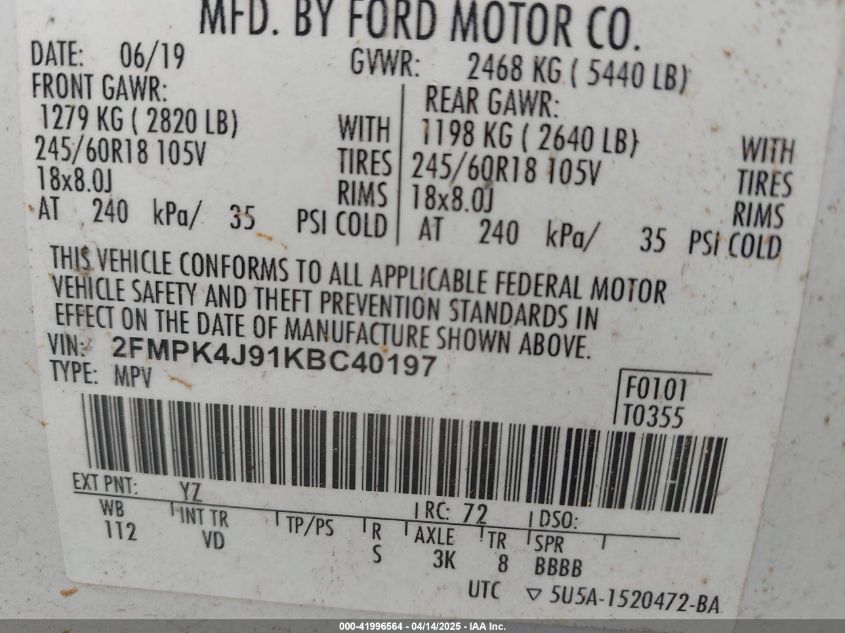 MFD. BY FORD MOTOR CO.
DATE: 06/19 GVWR: 2468 KG ( 5440 LB)
FRONT GAWR: REAR GAWR:
1279 KG ( 2820 LB) WITH 1198 KG ( 2640 LB) WITH
245/60R18 105V TIRES 245/60R18 105V TIRES
18x8.0J RIMS 18x8.0J RIMS
AT 240 kPa/ 35 PSI COLD AT 240 kPa/ 35 PSI COLD
THIS VEHICLE CONFORMS TO ALL APPLICABLE FEDERAL MOTOR
VEHICLE SAFETY AND THEFT PREVENTION STANDARDS IN
EFFECT ON THE DATE OF MANUFACTURE SHOWN ABOVE.
VIN: 2FMPK4J91KBC40197
TYPE: MPV
F0101
T0355
EXT PNT: YZ RC: 72 DSO:
WB INT TR TP/PS R AXLE TR SPR
112 VD S 3K 8 BBBB
UTC ▽ 5U5A-1520472-BA
000-41996564 - 04/14/2025 - IAA Inc.